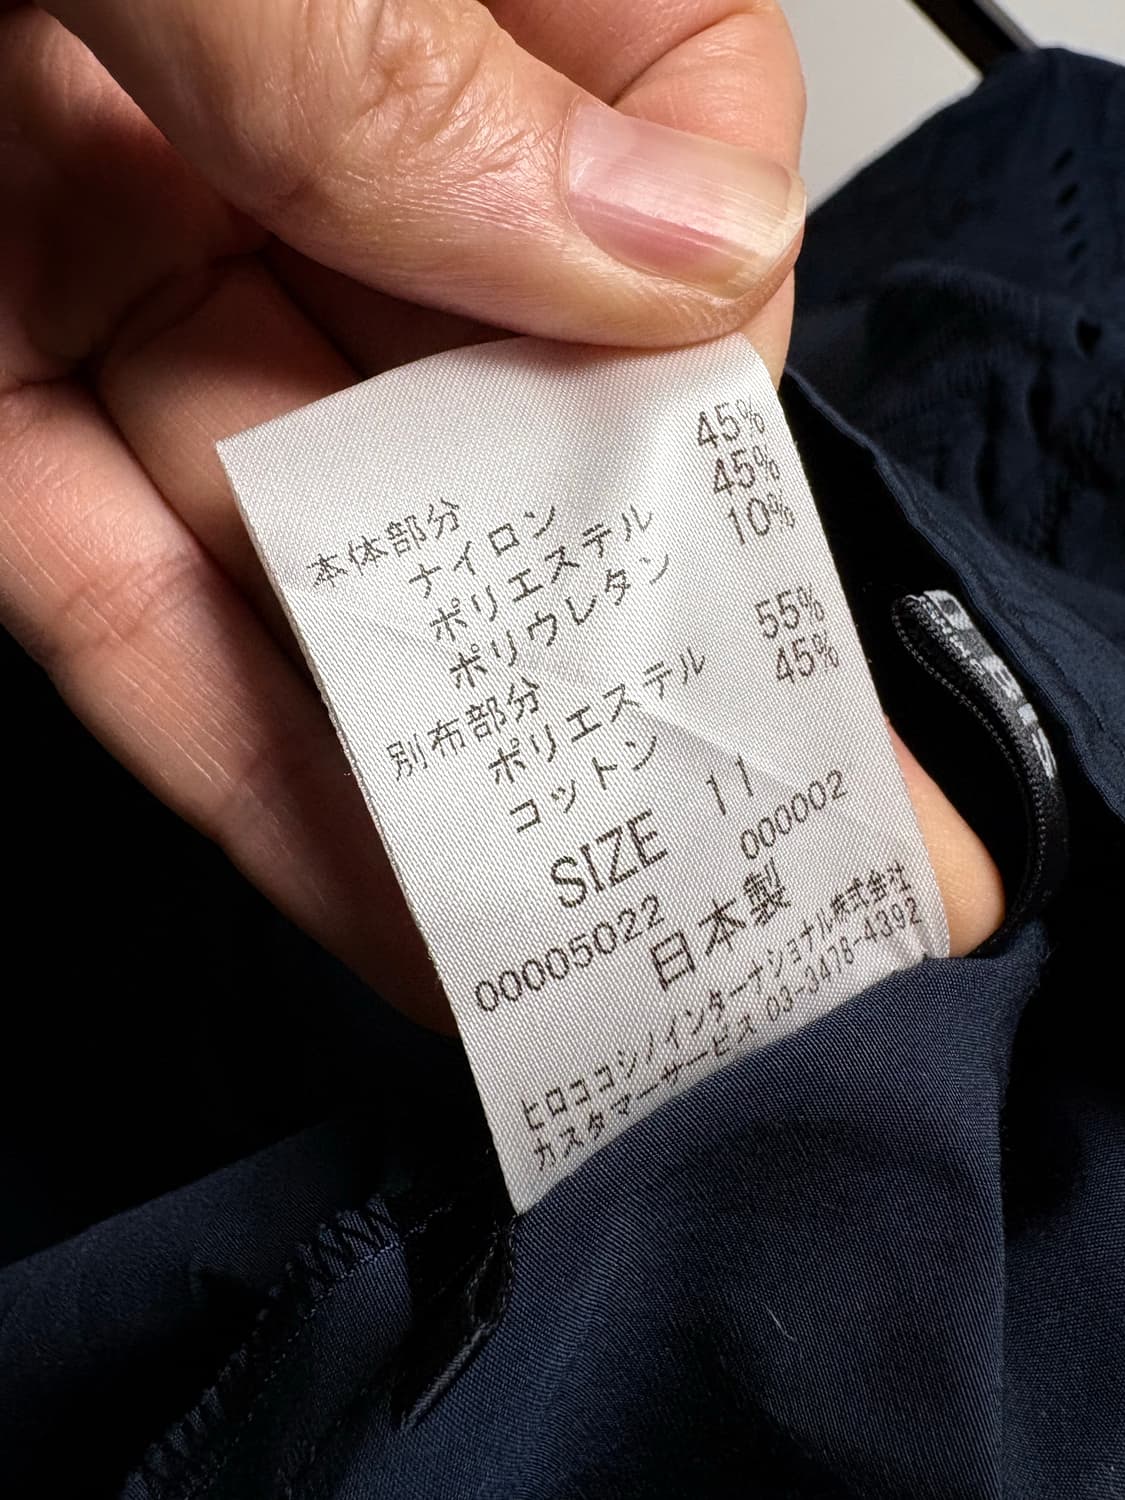 本体部分
ナイロン 45%
ポリエステル 45%
ポリウレタン 10%
別布部分
ポリエステル 55%
コットン 45%
SIZE 11
00005022 000002
日本製
ヒロココシノインターナショナル株式会社
カスタマーサービス 03-3478-4392